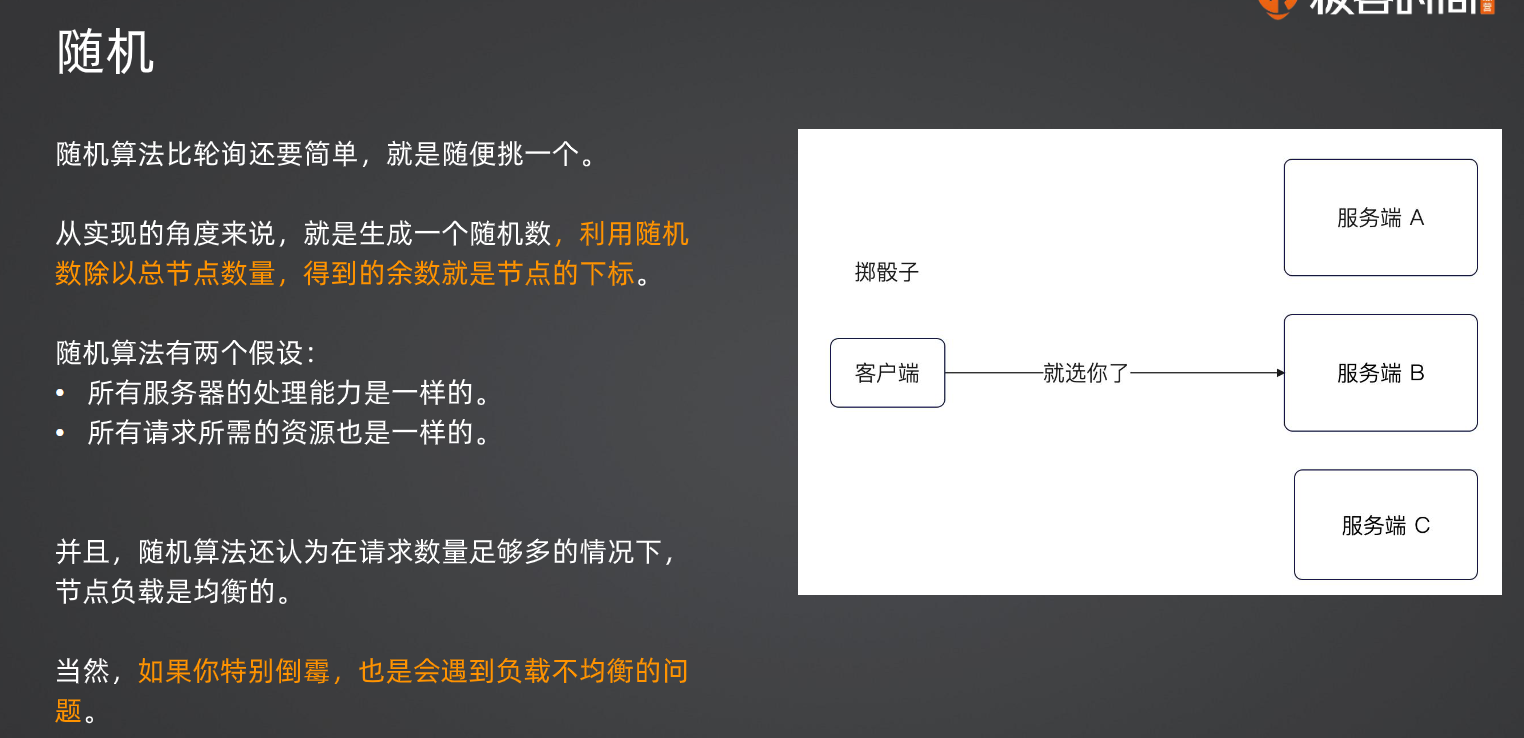 随机
随机算法比轮询还要简单，就是随便挑一个。
从实现的角度来说，就是生成一个随机数，利用随机
数除以总节点数量，得到的余数就是节点的下标。
随机算法有两个假设：
• 所有服务器的处理能力是一样的。
• 所有请求所需的资源也是一样的。
并且，随机算法还认为在请求数量足够多的情况下，
节点负载是均衡的。
当然，如果你特别倒霉，也是会遇到负载不均衡的问
题。
掷骰子
客户端
就选你了
服务端 A
服务端 B
服务端 C